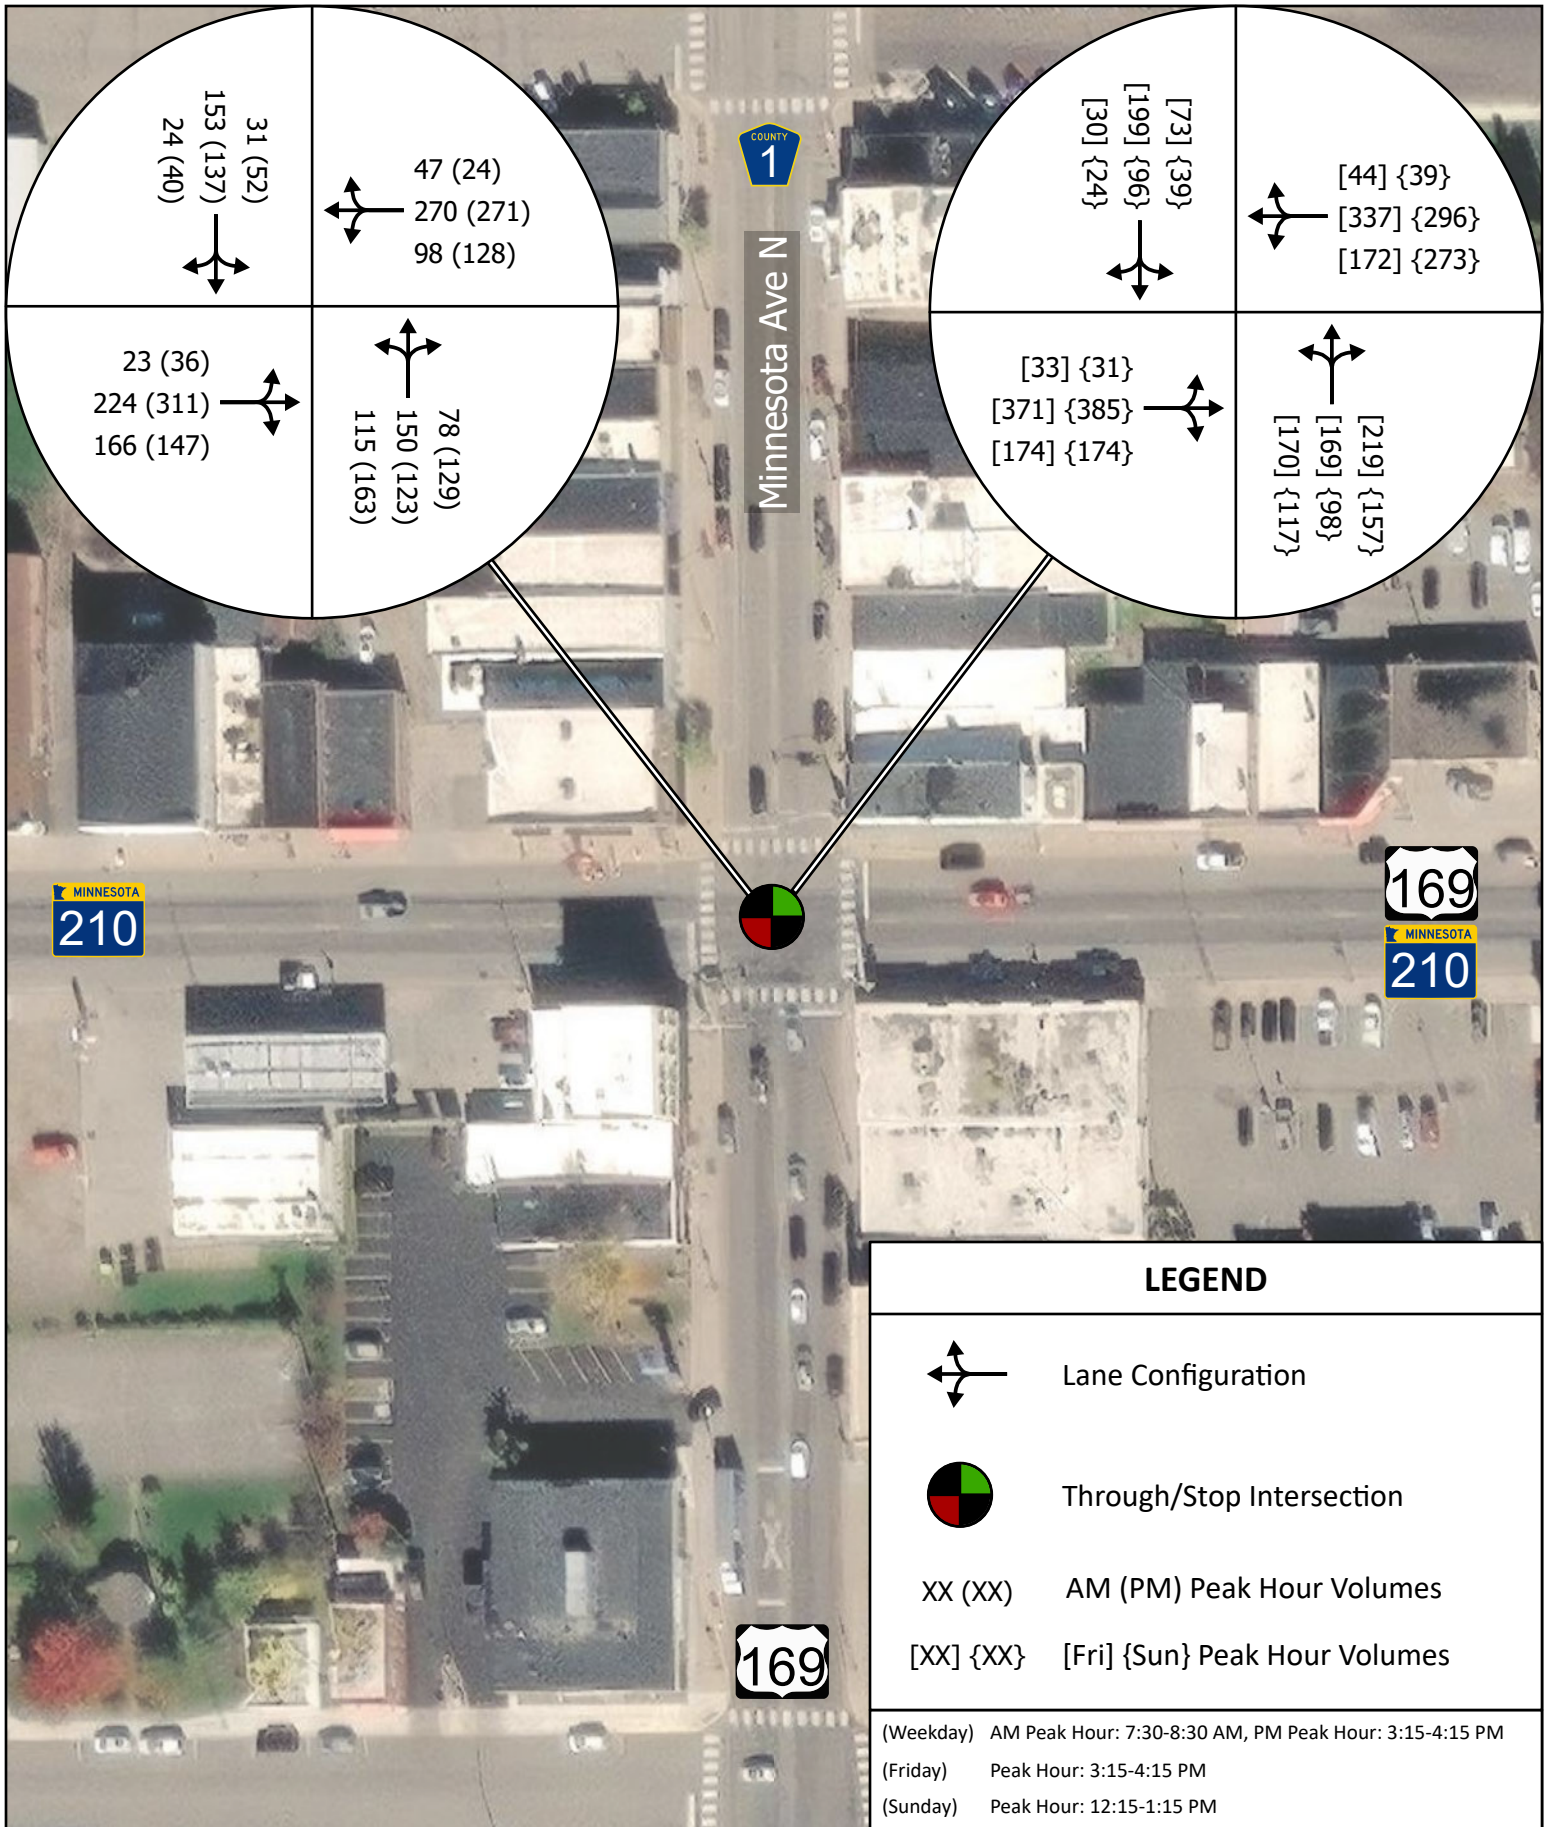 31 (52)
153 (137)
24 (40)
47 (24)
270 (271)
98 (128)
23 (36)
224 (311)
166 (147)
78 (129)
150 (123)
115 (163)
COUNTY
1
Minnesota Ave N
[73] {39}
[199] {96}
[30] {24}
[44] {39}
[337] {296}
[172] {273}
[33] {31}
[371] {385}
[174] {174}
[219] {157}
[169] {98}
[170] {117}
MINNESOTA
210
169
MINNESOTA
210
169
LEGEND
Lane Configuration
Through/Stop Intersection
XX (XX) AM (PM) Peak Hour Volumes
[XX] {XX} [Fri] {Sun} Peak Hour Volumes
(Weekday) AM Peak Hour: 7:30-8:30 AM, PM Peak Hour: 3:15-4:15 PM
(Friday) Peak Hour: 3:15-4:15 PM
(Sunday) Peak Hour: 12:15-1:15 PM